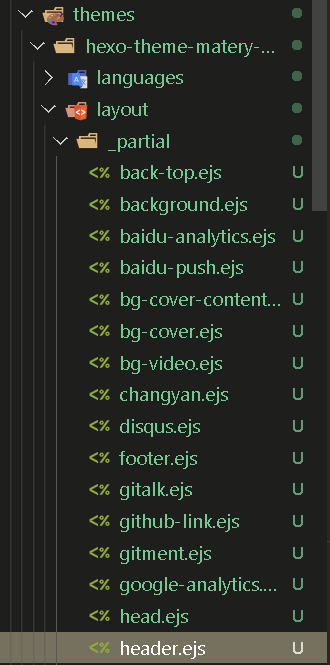 themes
hexo-theme-matery-...
languages
layout
_partial
<% back-top.ejs U
<% background.ejs U
<% baidu-analytics.ejs U
<% baidu-push.ejs U
<% bg-cover-content... U
<% bg-cover.ejs U
<% bg-video.ejs U
<% changyan.ejs U
<% disqus.ejs U
<% footer.ejs U
<% gitalk.ejs U
<% github-link.ejs U
<% gitment.ejs U
<% google-analytics.... U
<% head.ejs U
<% header.ejs U